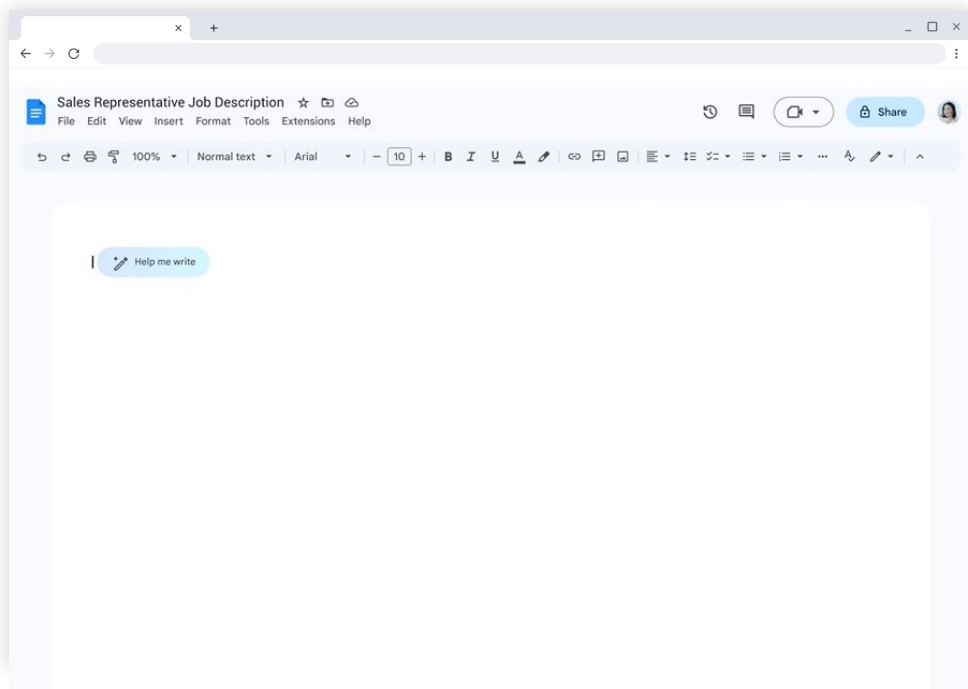 Sales Representative Job Description
Share
File Edit View Insert Format Tools Extensions Help
100% Normal text Arial − 10 + B I U A
Help me write